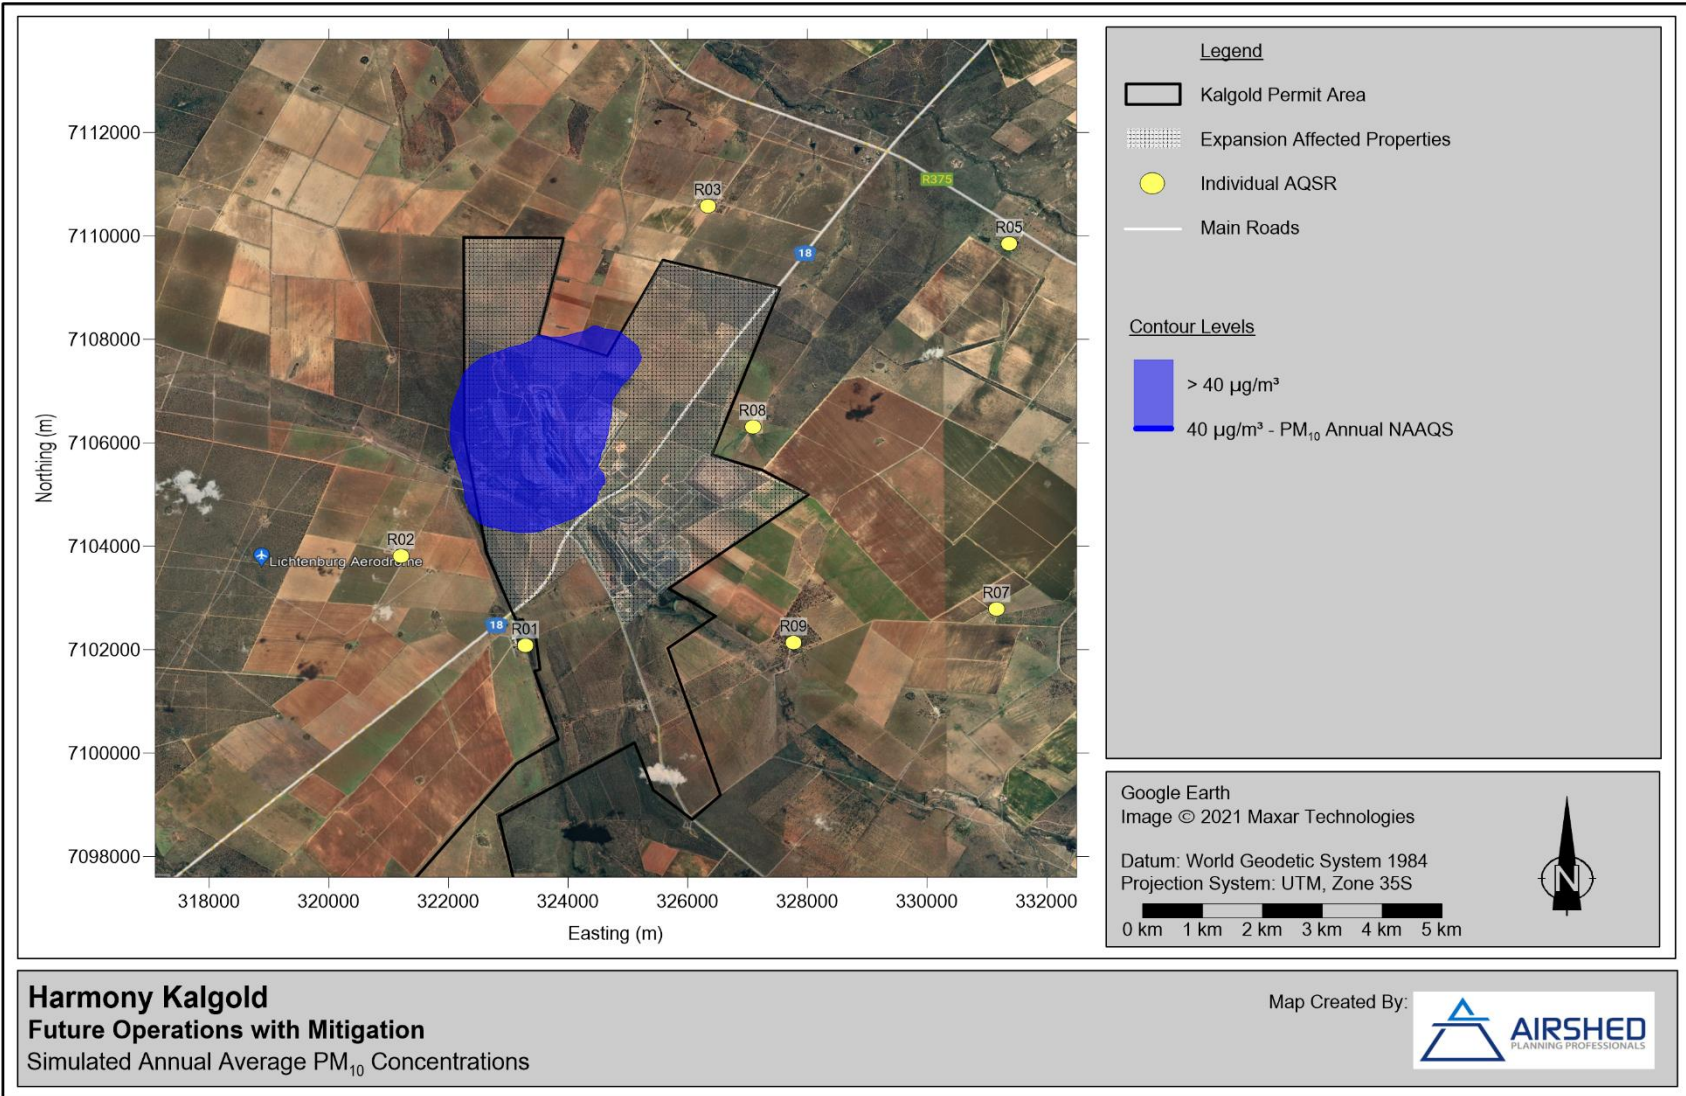 7112000
7110000
7108000
7106000
7104000
7102000
7100000
7098000
Northing (m)
318000
320000
322000
324000
326000
328000
330000
332000
Easting (m)
R03
R375
R05
18
R08
R02
Lichtenburg Aerodrome
R07
18
R01
R09
Legend
Kalgold Permit Area
Expansion Affected Properties
Individual AQSR
Main Roads
Contour Levels
> 40 µg/m³
40 µg/m³ - PM₁₀ Annual NAAQS
Google Earth
Image © 2021 Maxar Technologies
Datum: World Geodetic System 1984
Projection System: UTM, Zone 35S
0 km 1 km 2 km 3 km 4 km 5 km
N
Harmony Kalgold
Future Operations with Mitigation
Simulated Annual Average PM₁₀ Concentrations
Map Created By:
AIRSHED
PLANNING PROFESSIONALS